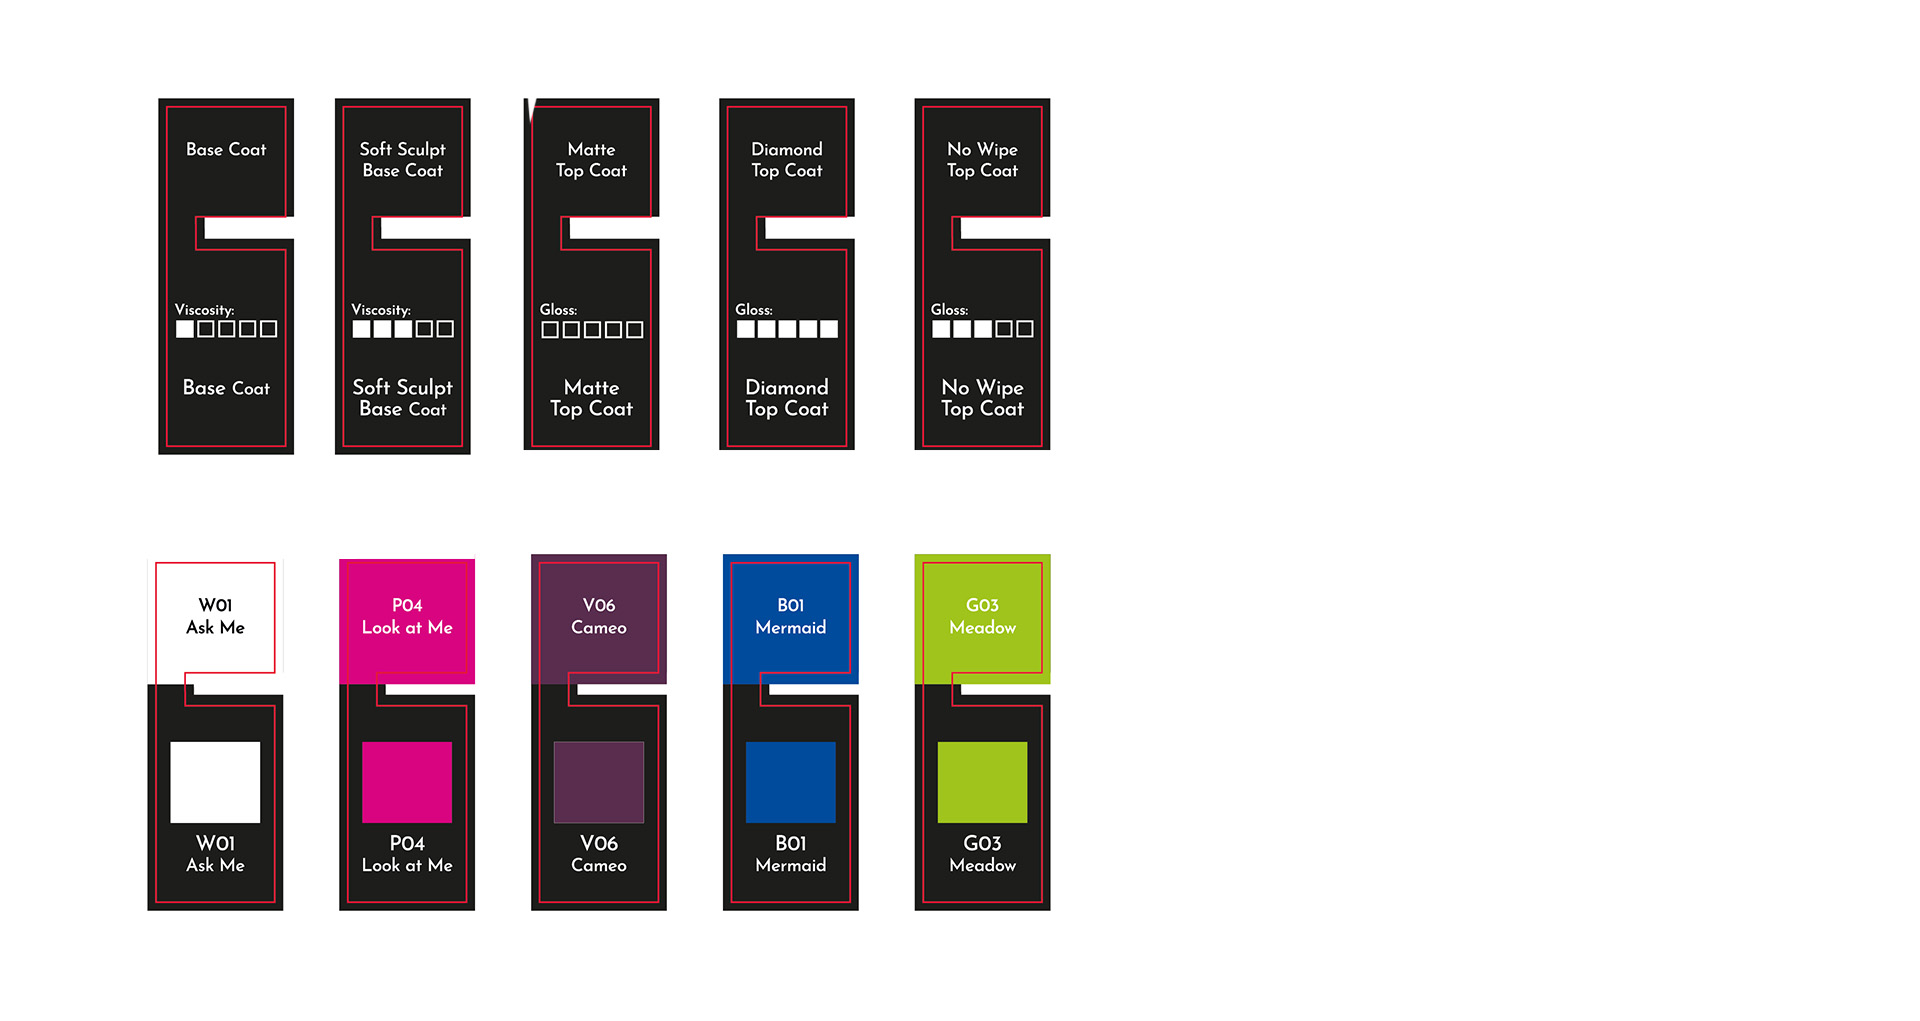 Base Coat
Soft Sculpt
Base Coat
Matte
Top Coat
Diamond
Top Coat
No Wipe
Top Coat
Viscosity:
Viscosity:
Gloss:
Gloss:
Gloss:
Base Coat
Soft Sculpt
Base Coat
Matte
Top Coat
Diamond
Top Coat
No Wipe
Top Coat
W01
Ask Me
P04
Look at Me
V06
Cameo
B01
Mermaid
G03
Meadow
W01
Ask Me
P04
Look at Me
V06
Cameo
B01
Mermaid
G03
Meadow